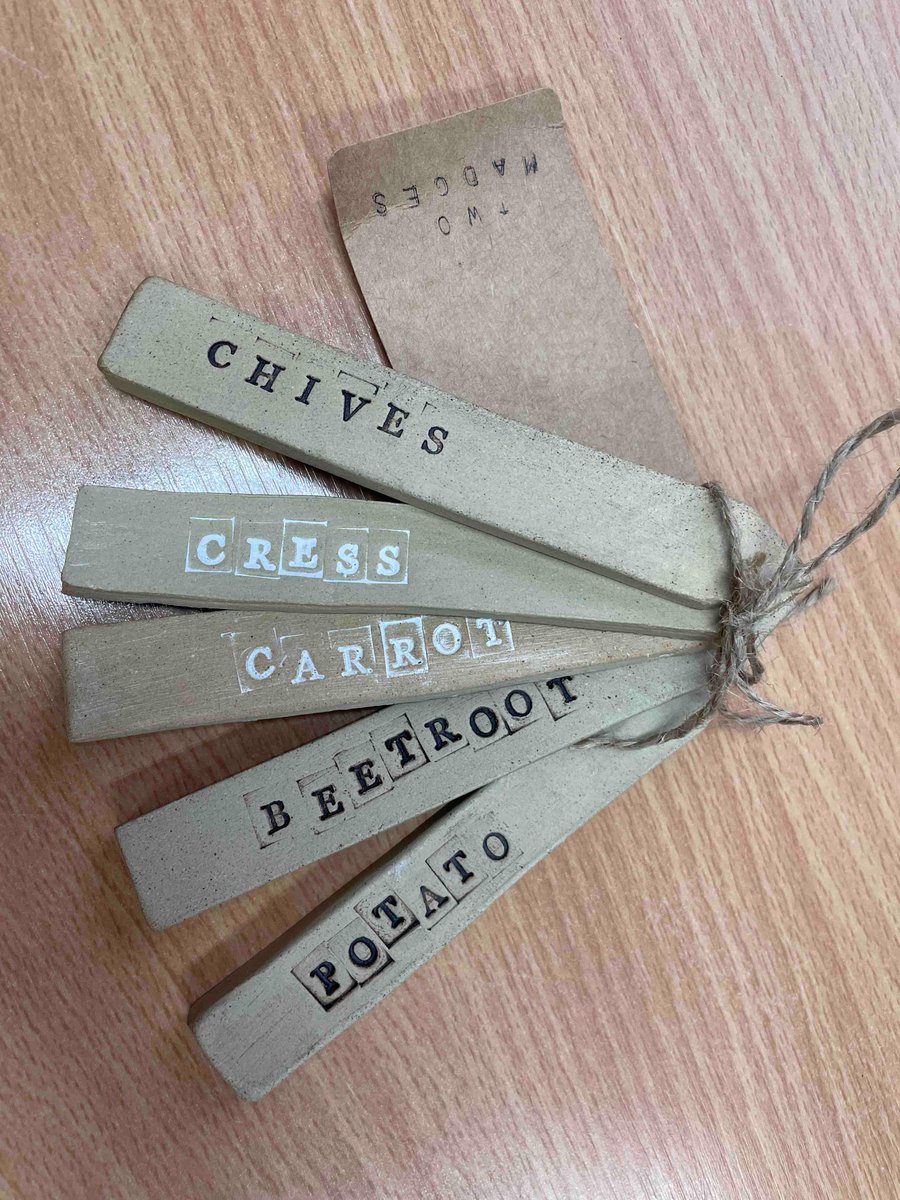 TWO
MADGES
CHIVES
CRESS
CARROT
BEETROOT
POTATO